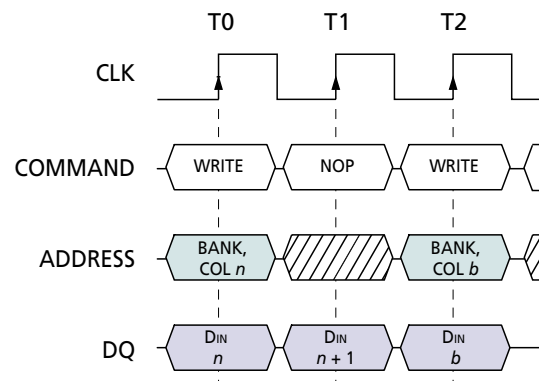 T0 T1 T2
CLK
COMMAND WRITE NOP WRITE
ADDRESS BANK, COL n BANK, COL b
DQ DIN n DIN n + 1 DIN b